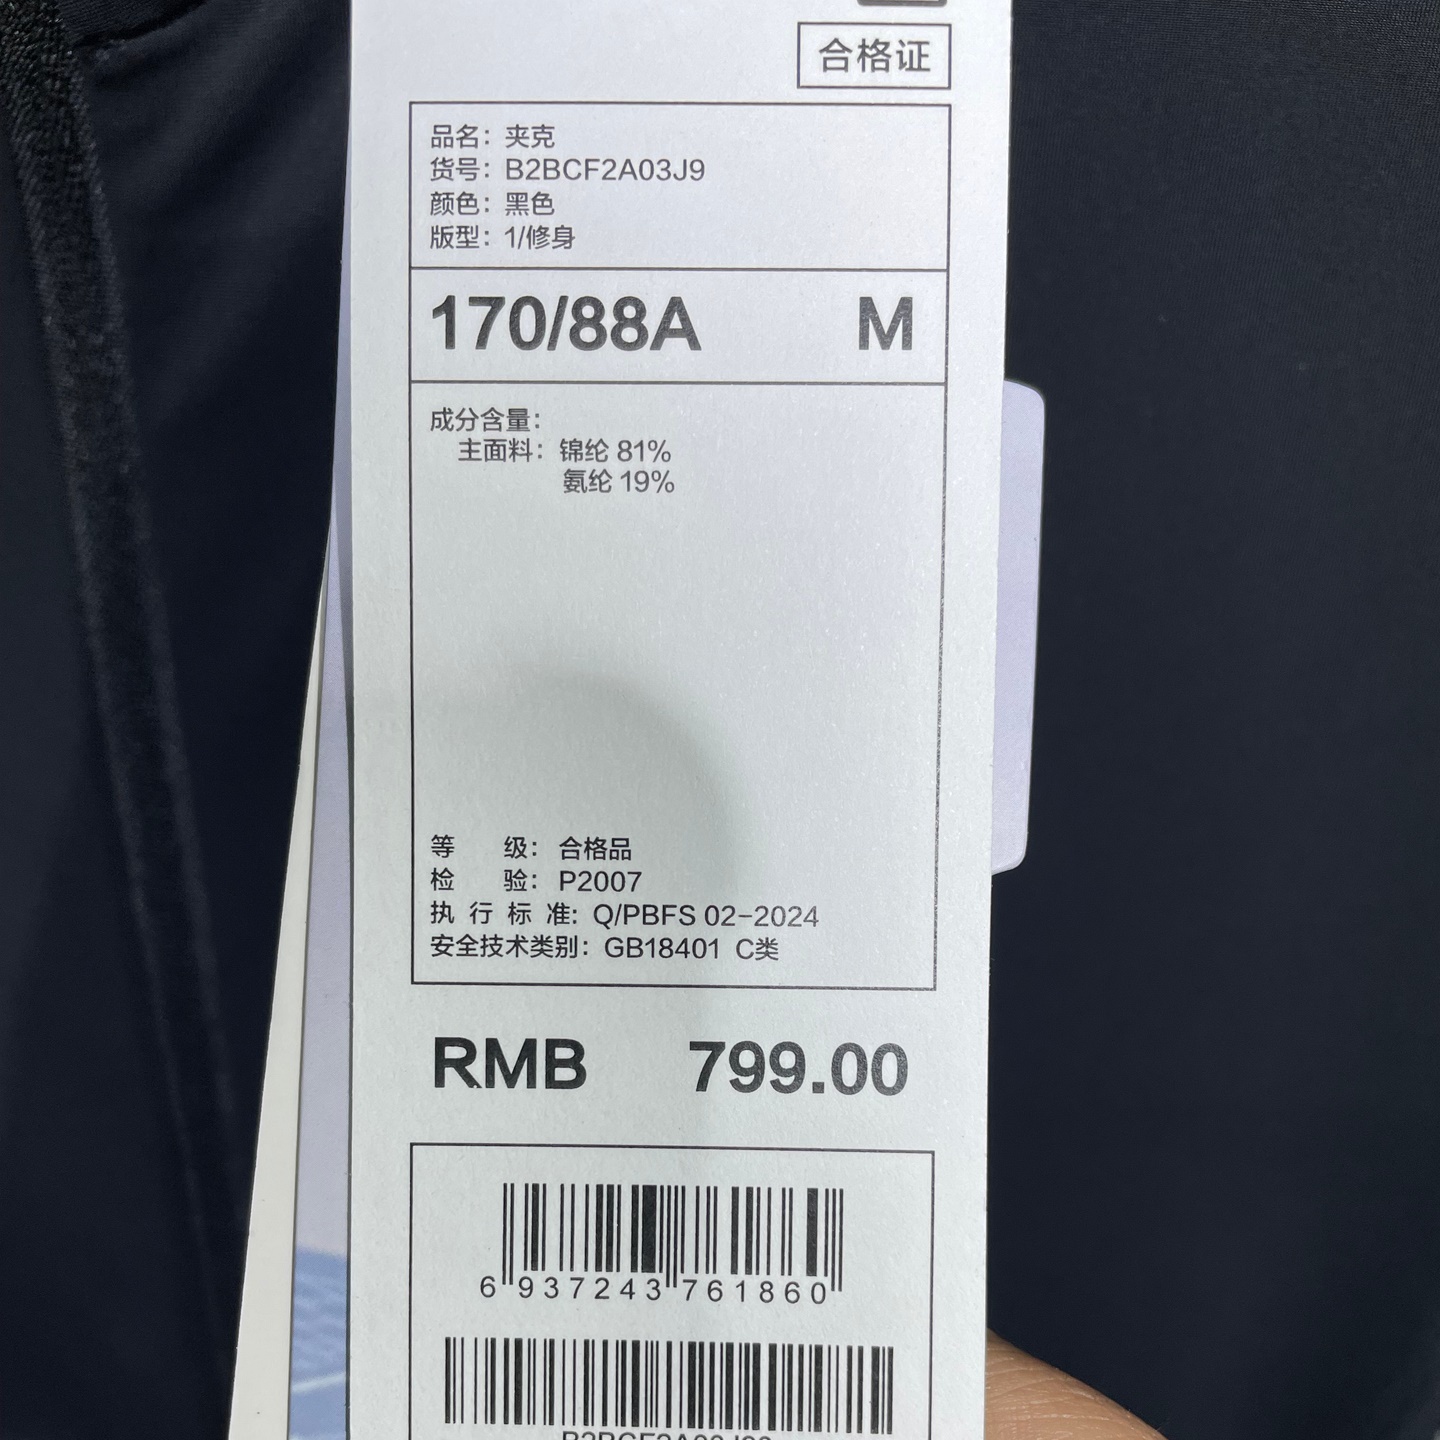 合格证
品名：夹克
货号：B2BCF2A03J9
颜色：黑色
版型：1/修身
170/88A M
成分含量：
主面料：锦纶 81%
氨纶 19%
等 级：合格品
检 验：P2007
执 行 标 准: Q/PBFS 02-2024
安全技术类别：GB18401 C类
RMB 799.00
6 937243 761860